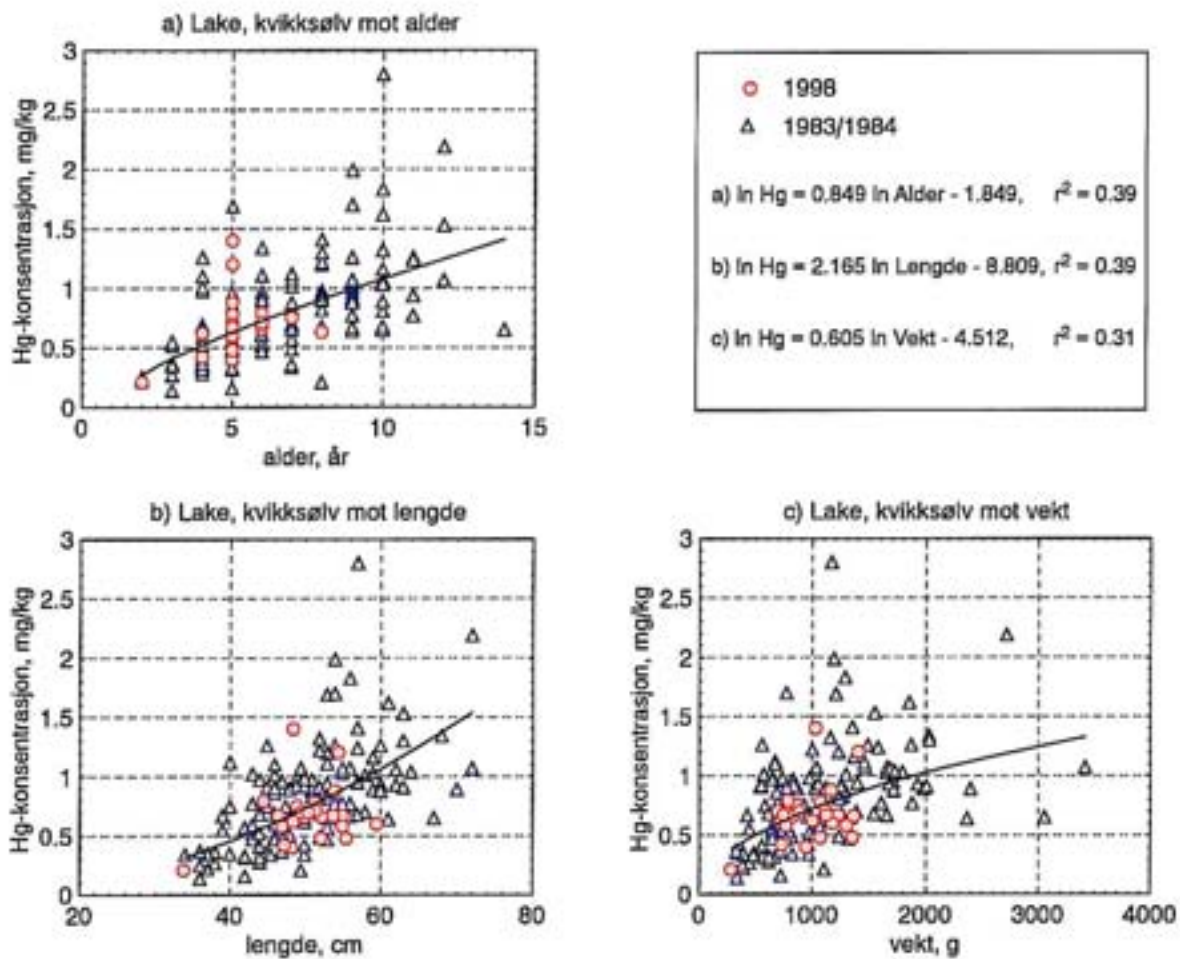 a) Lake, kvikksølv mot alder
Hg-konsentrasjon, mg/kg
3
2.5
2
1.5
1
0.5
0
0 5 10 15
alder, år
1998
1983/1984
a) ln Hg = 0.849 ln Alder - 1.849, r² = 0.39
b) ln Hg = 2.165 ln Lengde - 8.809, r² = 0.39
c) ln Hg = 0.605 ln Vekt - 4.512, r² = 0.31
b) Lake, kvikksølv mot lengde
Hg-konsentrasjon, mg/kg
3
2.5
2
1.5
1
0.5
0
20 40 60 80
lengde, cm
c) Lake, kvikksølv mot vekt
Hg-konsentrasjon, mg/kg
3
2.5
2
1.5
1
0.5
0
0 1000 2000 3000 4000
vekt, g